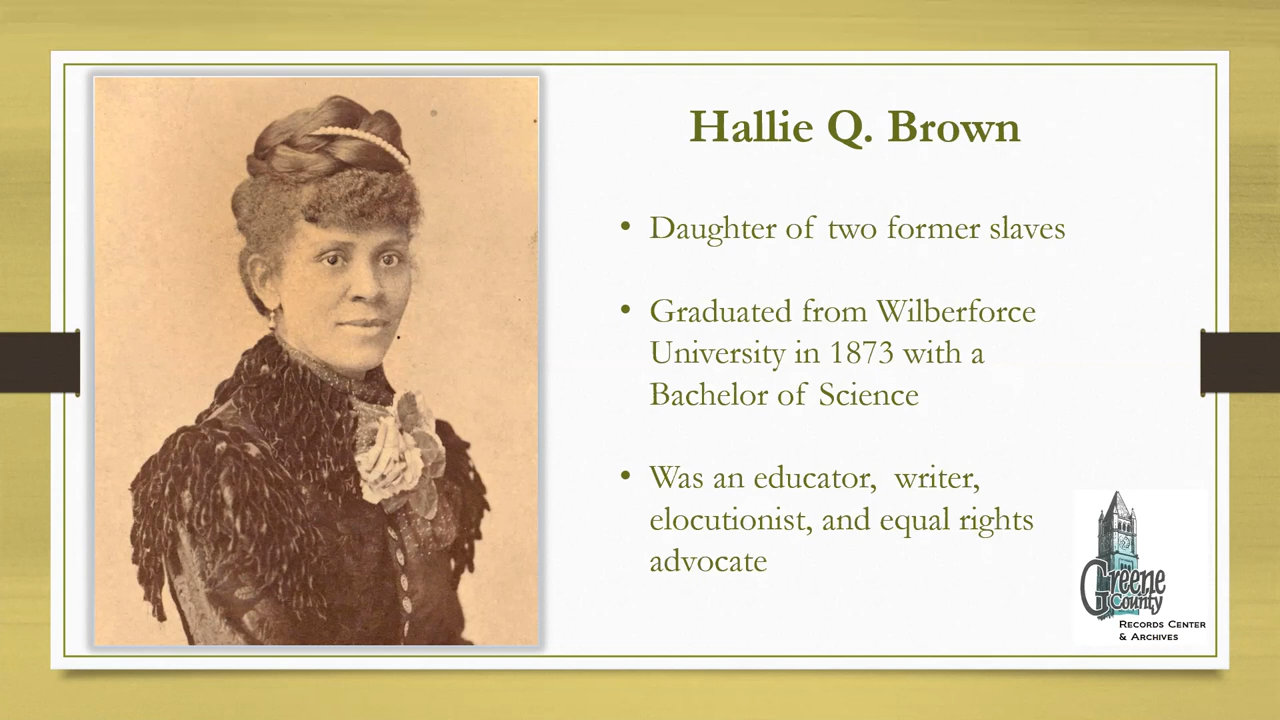 Hallie Q. Brown
• Daughter of two former slaves
• Graduated from Wilberforce
University in 1873 with a
Bachelor of Science
• Was an educator, writer,
elocutionist, and equal rights
advocate
Greene
County
Records Center
& Archives